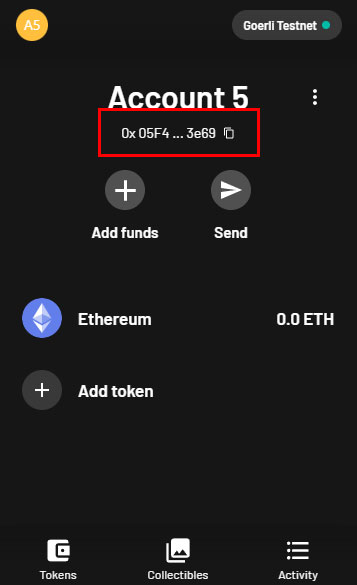 A5
Goerli Testnet
Account 5
0x 05F4 ... 3e69
Add funds
Send
Ethereum
0.0 ETH
Add token
Tokens
Collectibles
Activity